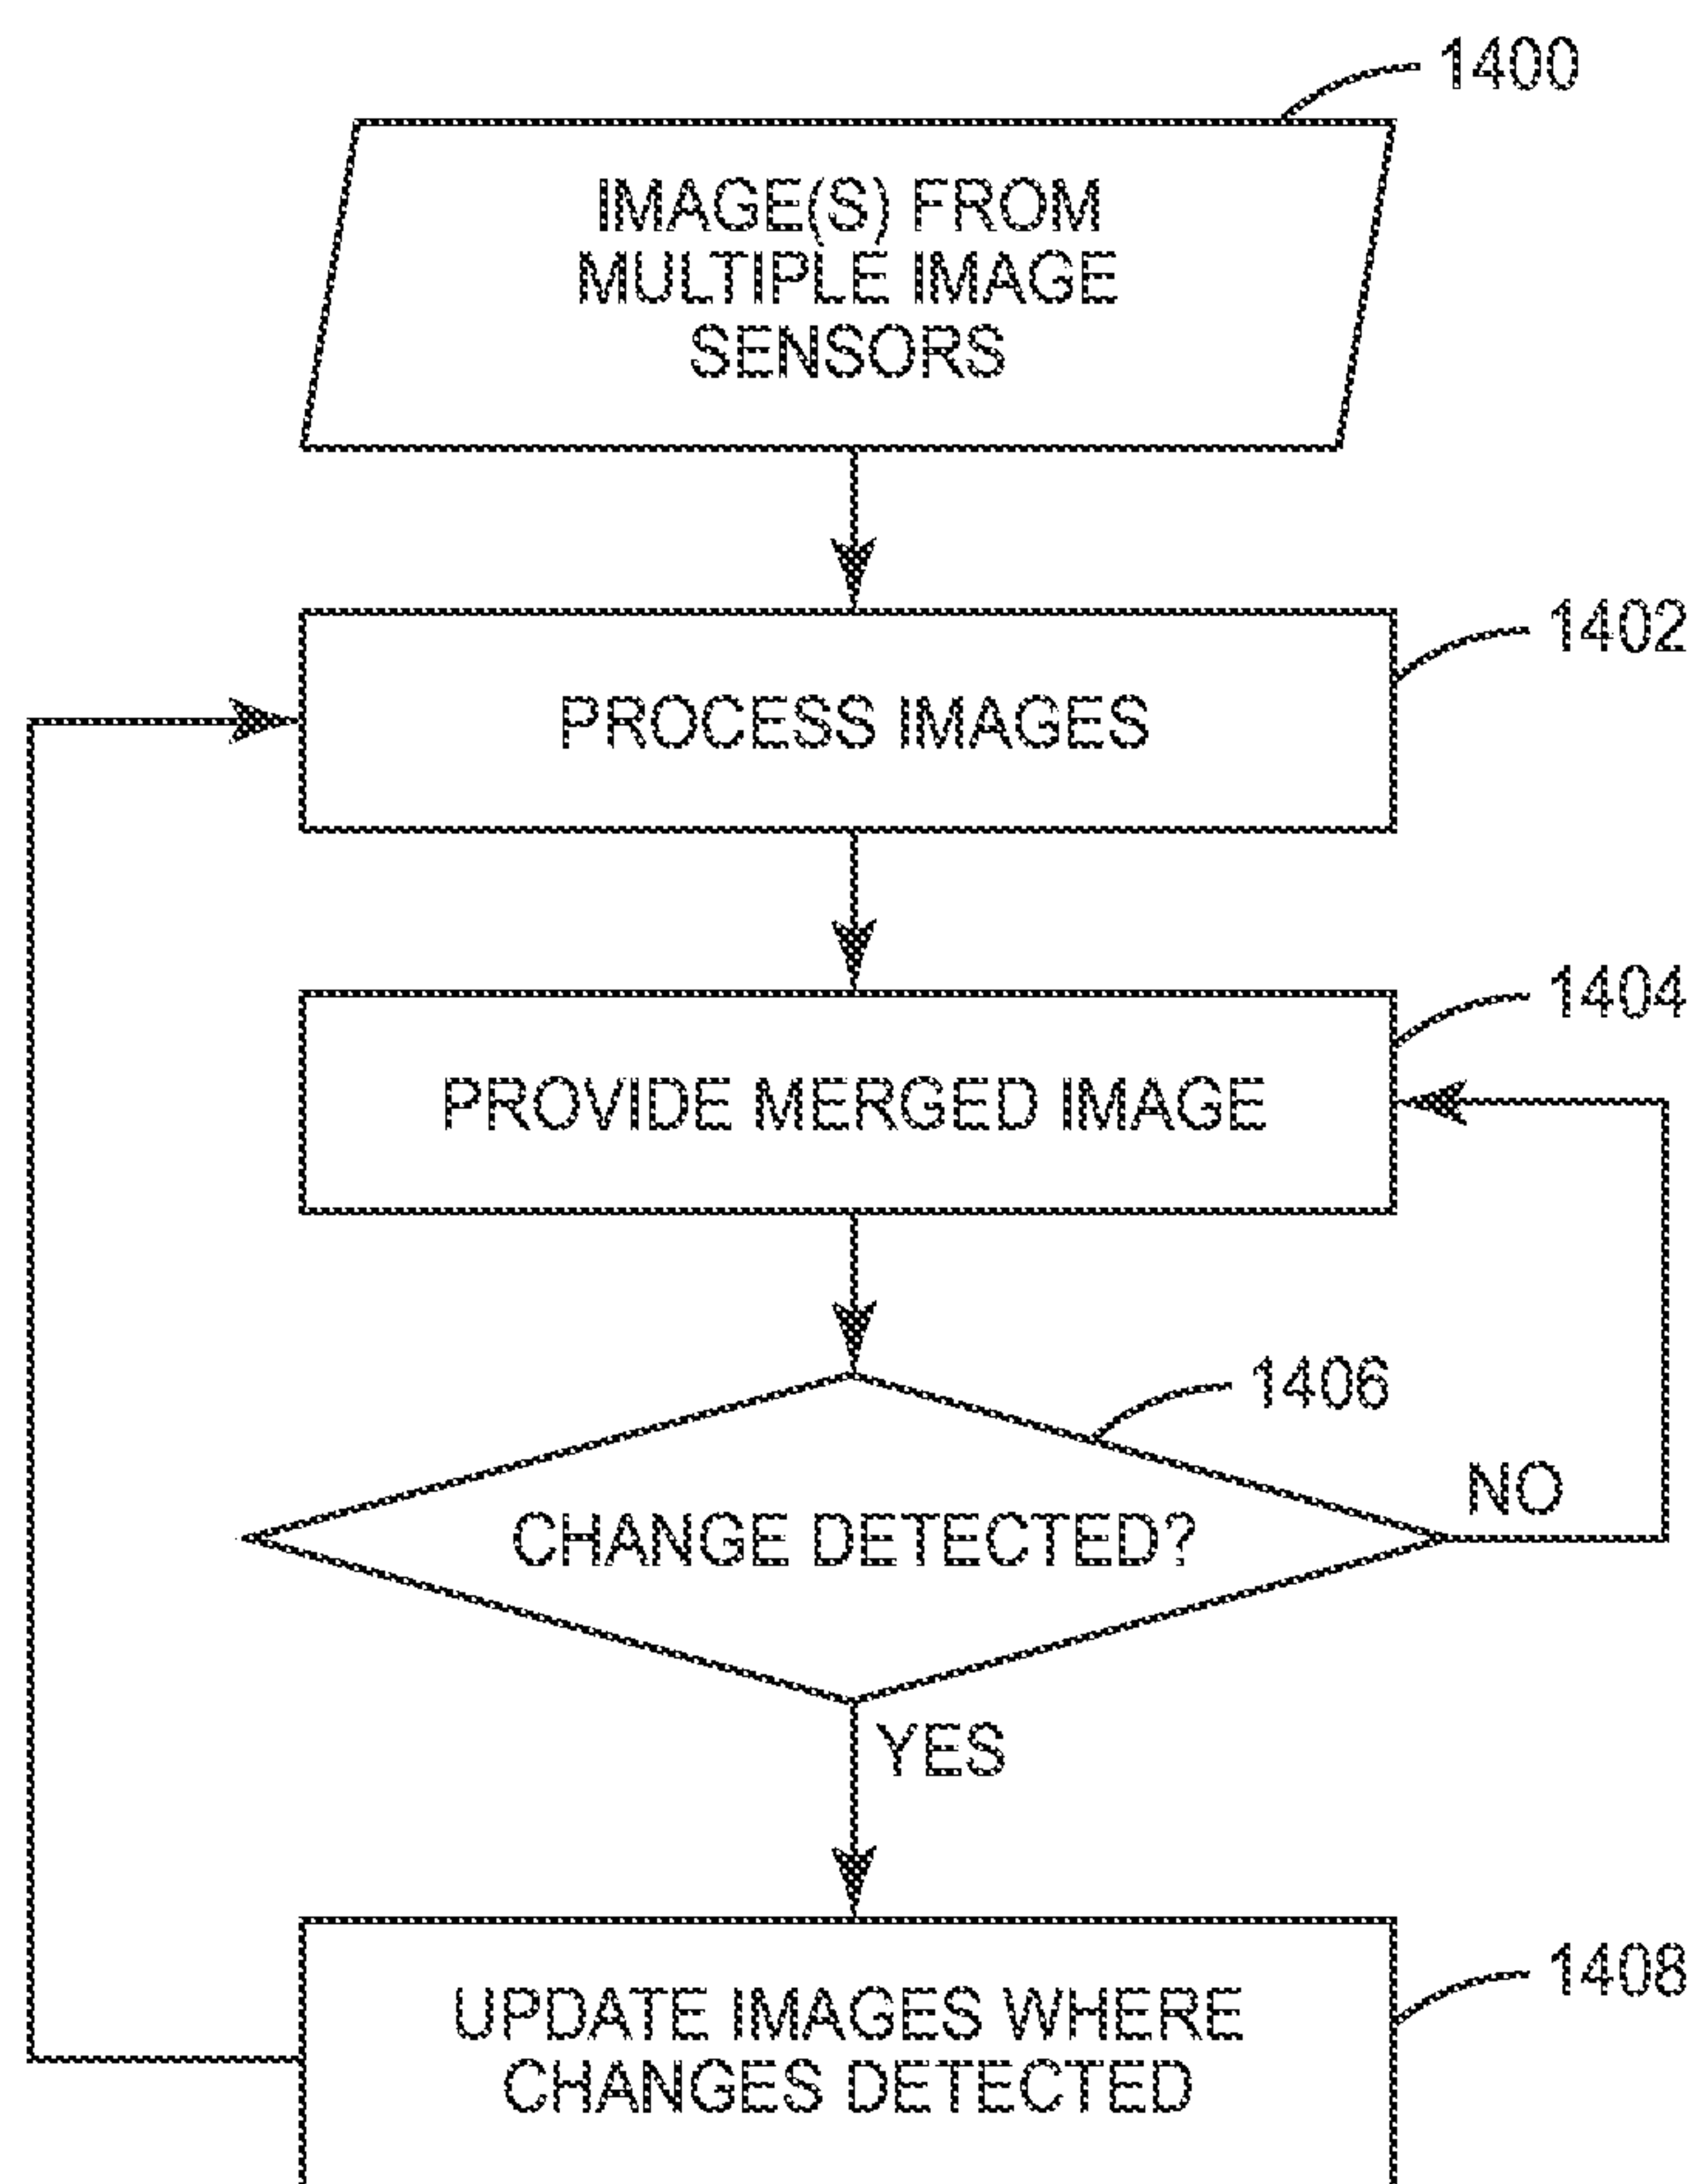 1400
IMAGE(S) FROM
MULTIPLE IMAGE
SENSORS
1402
PROCESS IMAGES
1404
PROVIDE MERGED IMAGE
1406
NO
CHANGE DETECTED?
YES
1408
UPDATE IMAGES WHERE
CHANGES DETECTED